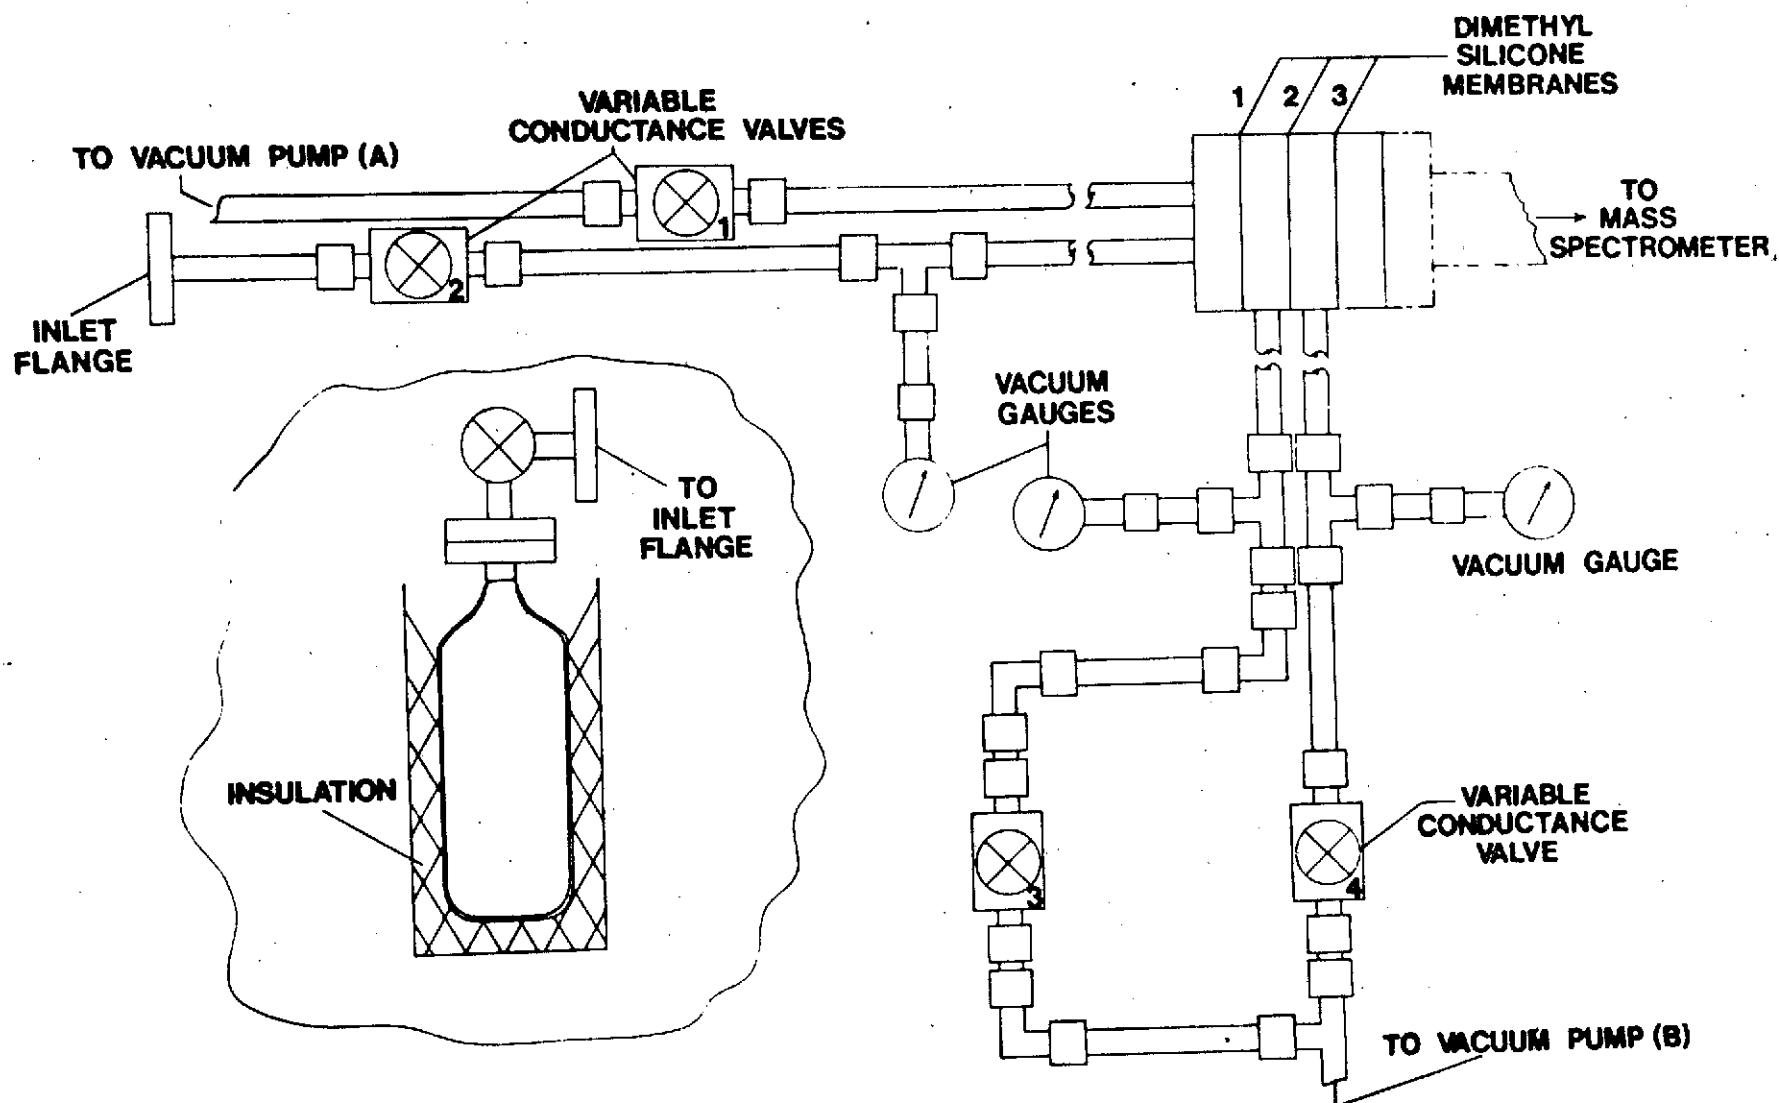 DIMETHYL
SILICONE
MEMBRANES
1 2 3
VARIABLE
CONDUCTANCE VALVES
TO VACUUM PUMP (A)
1
2
TO
MASS
SPECTROMETER
INLET
FLANGE
VACUUM
GAUGES
TO
INLET
FLANGE
VACUUM GAUGE
INSULATION
VARIABLE
CONDUCTANCE
VALVE
3
4
TO VACUUM PUMP (B)